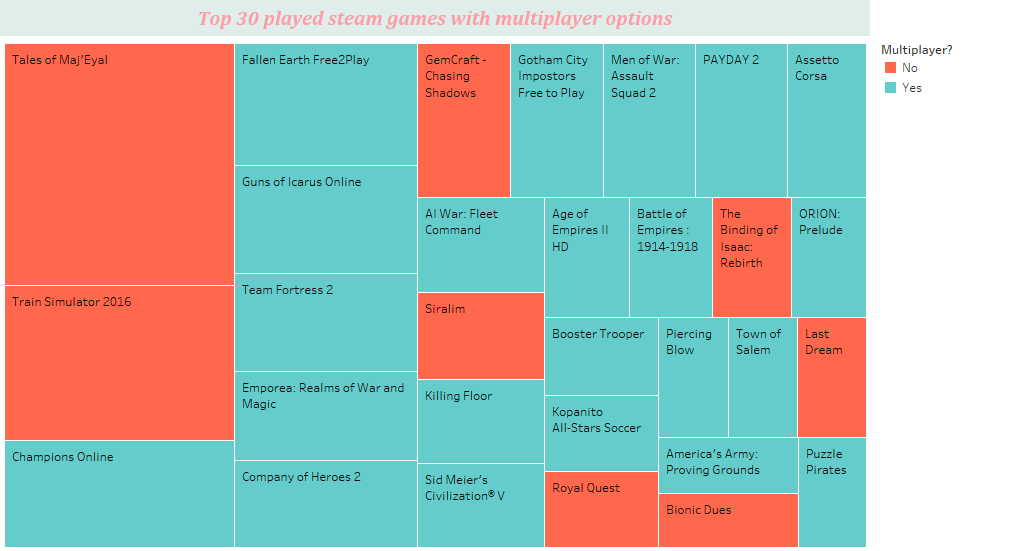 Top 30 played steam games with multiplayer options
Tales of Maj'Eyal
Train Simulator 2016
Champions Online
Fallen Earth Free2Play
Guns of Icarus Online
Team Fortress 2
Emporea: Realms of War and
Magic
Company of Heroes 2
GemCraft -
Chasing
Shadows
Gotham City
Impostors
Free to Play
Men of War:
Assault
Squad 2
PAYDAY 2
Assetto
Corsa
AI War: Fleet
Command
Siralim
Killing Floor
Sid Meier's
Civilization® V
Age of
Empires II
HD
Battle of
Empires :
1914-1918
The
Binding of
Isaac:
Rebirth
ORION:
Prelude
Booster Trooper
Kopanito
All-Stars Soccer
Royal Quest
Piercing
Blow
Town of
Salem
Last
Dream
America's Army:
Proving Grounds
Bionic Dues
Puzzle
Pirates
Multiplayer?
No
Yes